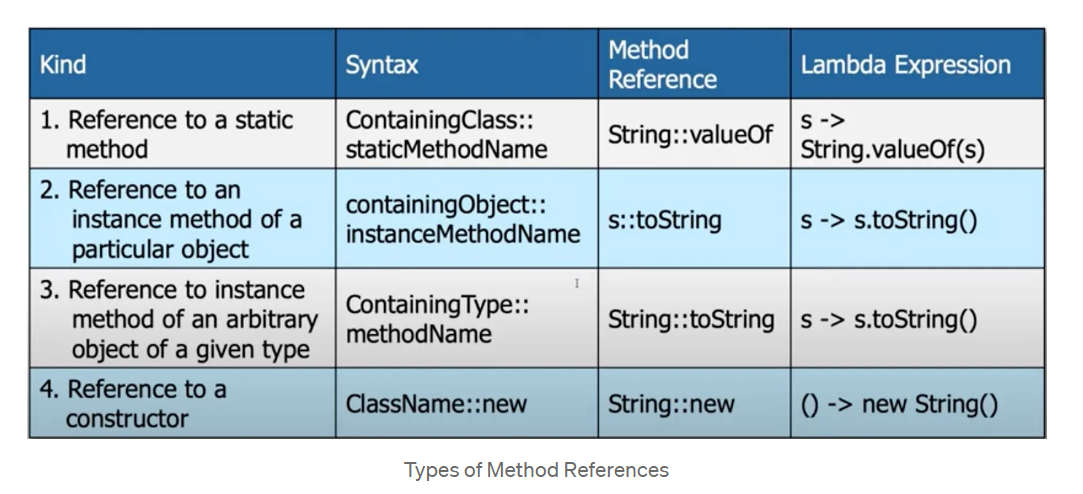 Kind
Syntax
Method
Reference
Lambda Expression
1. Reference to a static
method
ContainingClass::
staticMethodName
String::valueOf
s ->
String.valueOf(s)
2. Reference to an
instance method of a
particular object
containingObject::
instanceMethodName
s::toString
s -> s.toString()
3. Reference to instance
method of an arbitrary
object of a given type
ContainingType::
methodName
String::toString
s -> s.toString()
4. Reference to a
constructor
ClassName::new
String::new
() -> new String()
Types of Method References